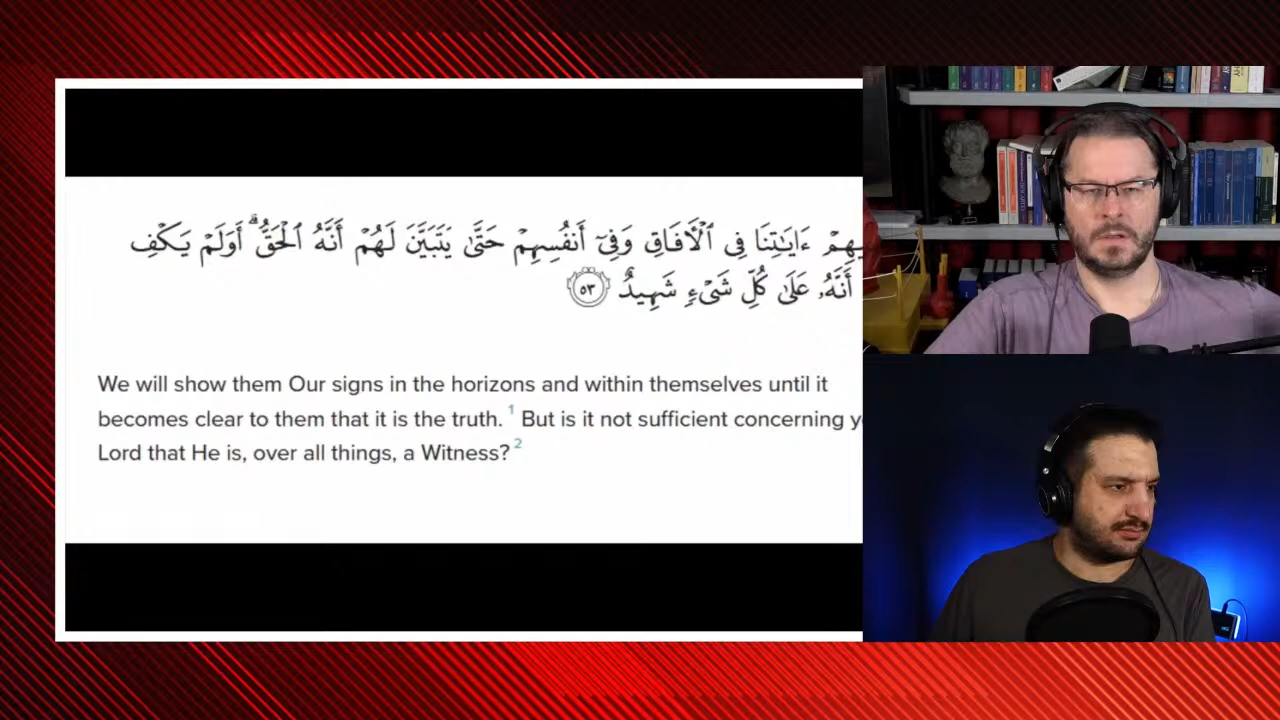 ءَايَـٰتِنَا فِى ٱلْـَٔافَاقِ وَفِىٓ أَنفُسِهِمْ حَتَّىٰ يَتَبَيَّنَ لَهُمْ أَنَّهُ ٱلْحَقُّ ۗ أَوَلَمْ يَكْفِ
أَنَّهُۥ عَلَىٰ كُلِّ شَىْءٍ شَهِيدٌ ٥٣
We will show them Our signs in the horizons and within themselves until it
becomes clear to them that it is the truth. 1 But is it not sufficient concerning
Lord that He is, over all things, a Witness? 2